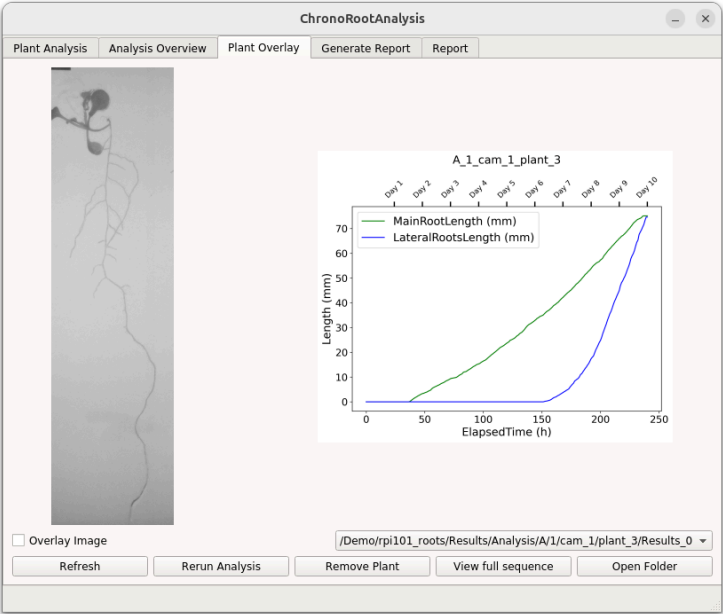 ChronoRootAnalysis
Plant Analysis
Analysis Overview
Plant Overlay
Generate Report
Report
A_1_cam_1_plant_3
Day 1
Day 2
Day 3
Day 4
Day 5
Day 6
Day 7
Day 8
Day 9
Day 10
MainRootLength (mm)
LateralRootsLength (mm)
Length (mm)
70
60
50
40
30
20
10
0
0
50
100
150
200
250
ElapsedTime (h)
Overlay Image
/Demo/rpi101_roots/Results/Analysis/A/1/cam_1/plant_3/Results_0
Refresh
Rerun Analysis
Remove Plant
View full sequence
Open Folder